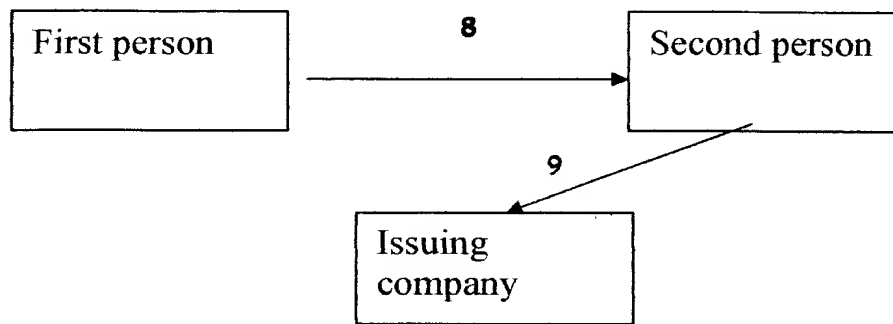 First person
8
Second person
9
Issuing
company